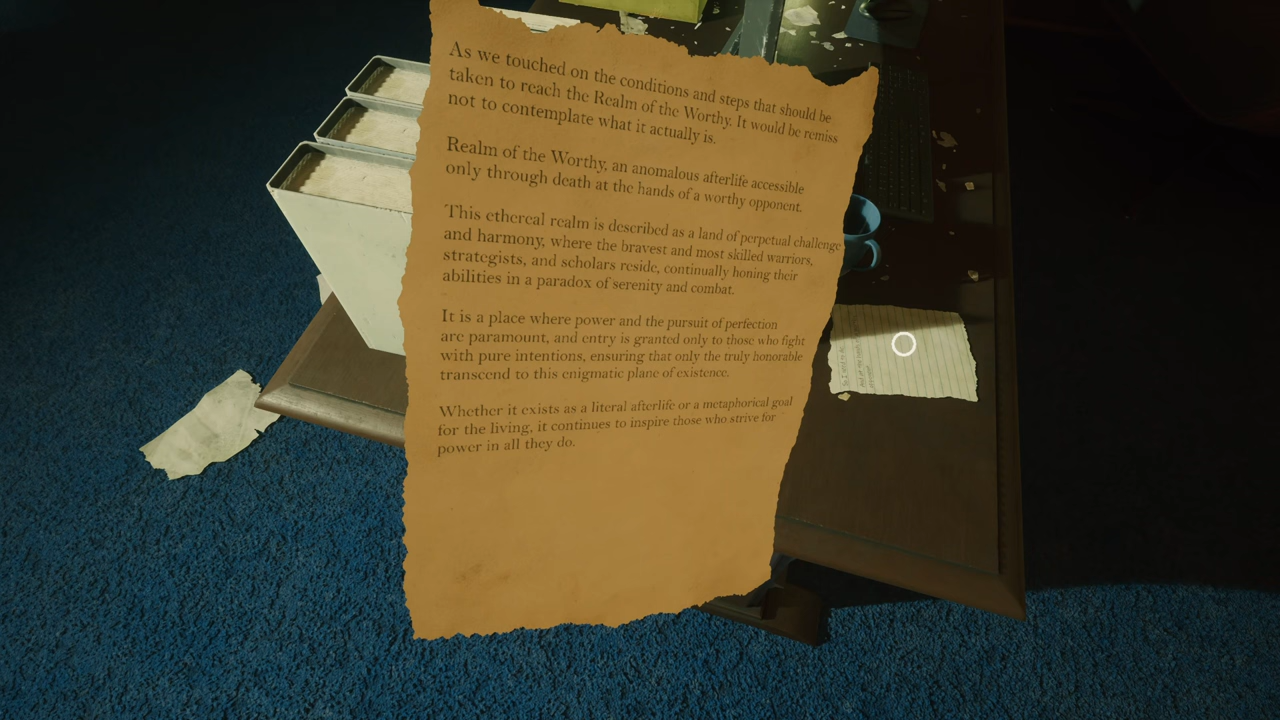 As we touched on the conditions and steps that should be
taken to reach the Realm of the Worthy. It would be remiss
not to contemplate what it actually is.
Realm of the Worthy, an anomalous afterlife accessible
only through death at the hands of a worthy opponent.
This ethereal realm is described as a land of perpetual challenge
and harmony, where the bravest and most skilled warriors,
strategists, and scholars reside, continually honing their
abilities in a paradox of serenity and combat.
It is a place where power and the pursuit of perfection
are paramount, and entry is granted only to those who fight
with pure intentions, ensuring that only the truly honorable
transcend to this enigmatic plane of existence.
Whether it exists as a literal afterlife or a metaphorical goal
for the living, it continues to inspire those who strive for
power in all they do.